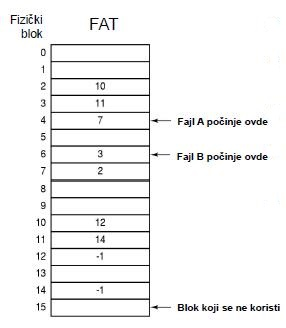 Fizički
blok
FAT
0
1
2 10
3 11
4 7 Fajl A počinje ovde
5
6 3 Fajl B počinje ovde
7 2
8
9
10 12
11 14
12 -1
13
14 -1
15 Blok koji se ne koristi